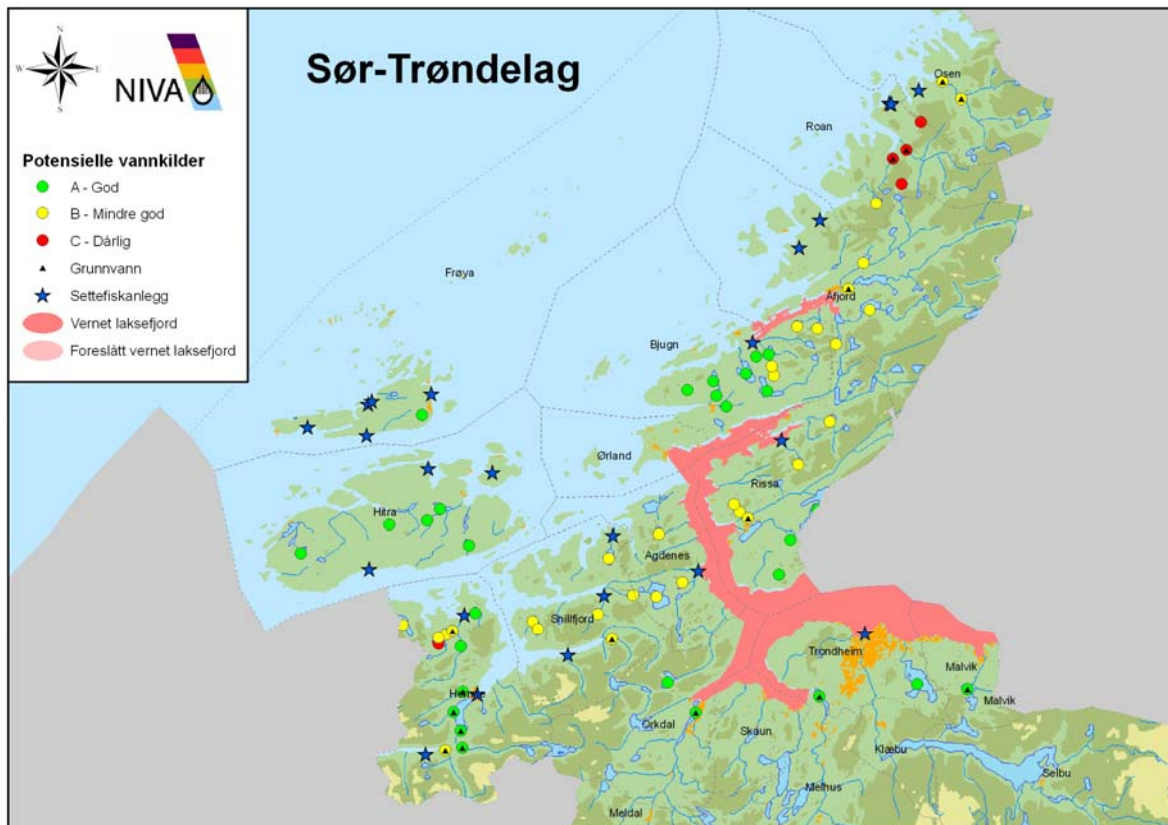 Sør-Trøndelag
N
W
E
S
NIVA
Potensielle vannkilder
A - God
B - Mindre god
C - Dårlig
Grunnvann
Settefiskanlegg
Vernet laksefjord
Foreslått vernet laksefjord
Osen
Roan
Frøya
Åfjord
Bjugn
Ørland
Rissa
Hitra
Agdenes
Snillfjord
Trondheim
Malvik
Malvik
Orkdal
Skaun
Klæbu
Selbu
Melhus
Meldal